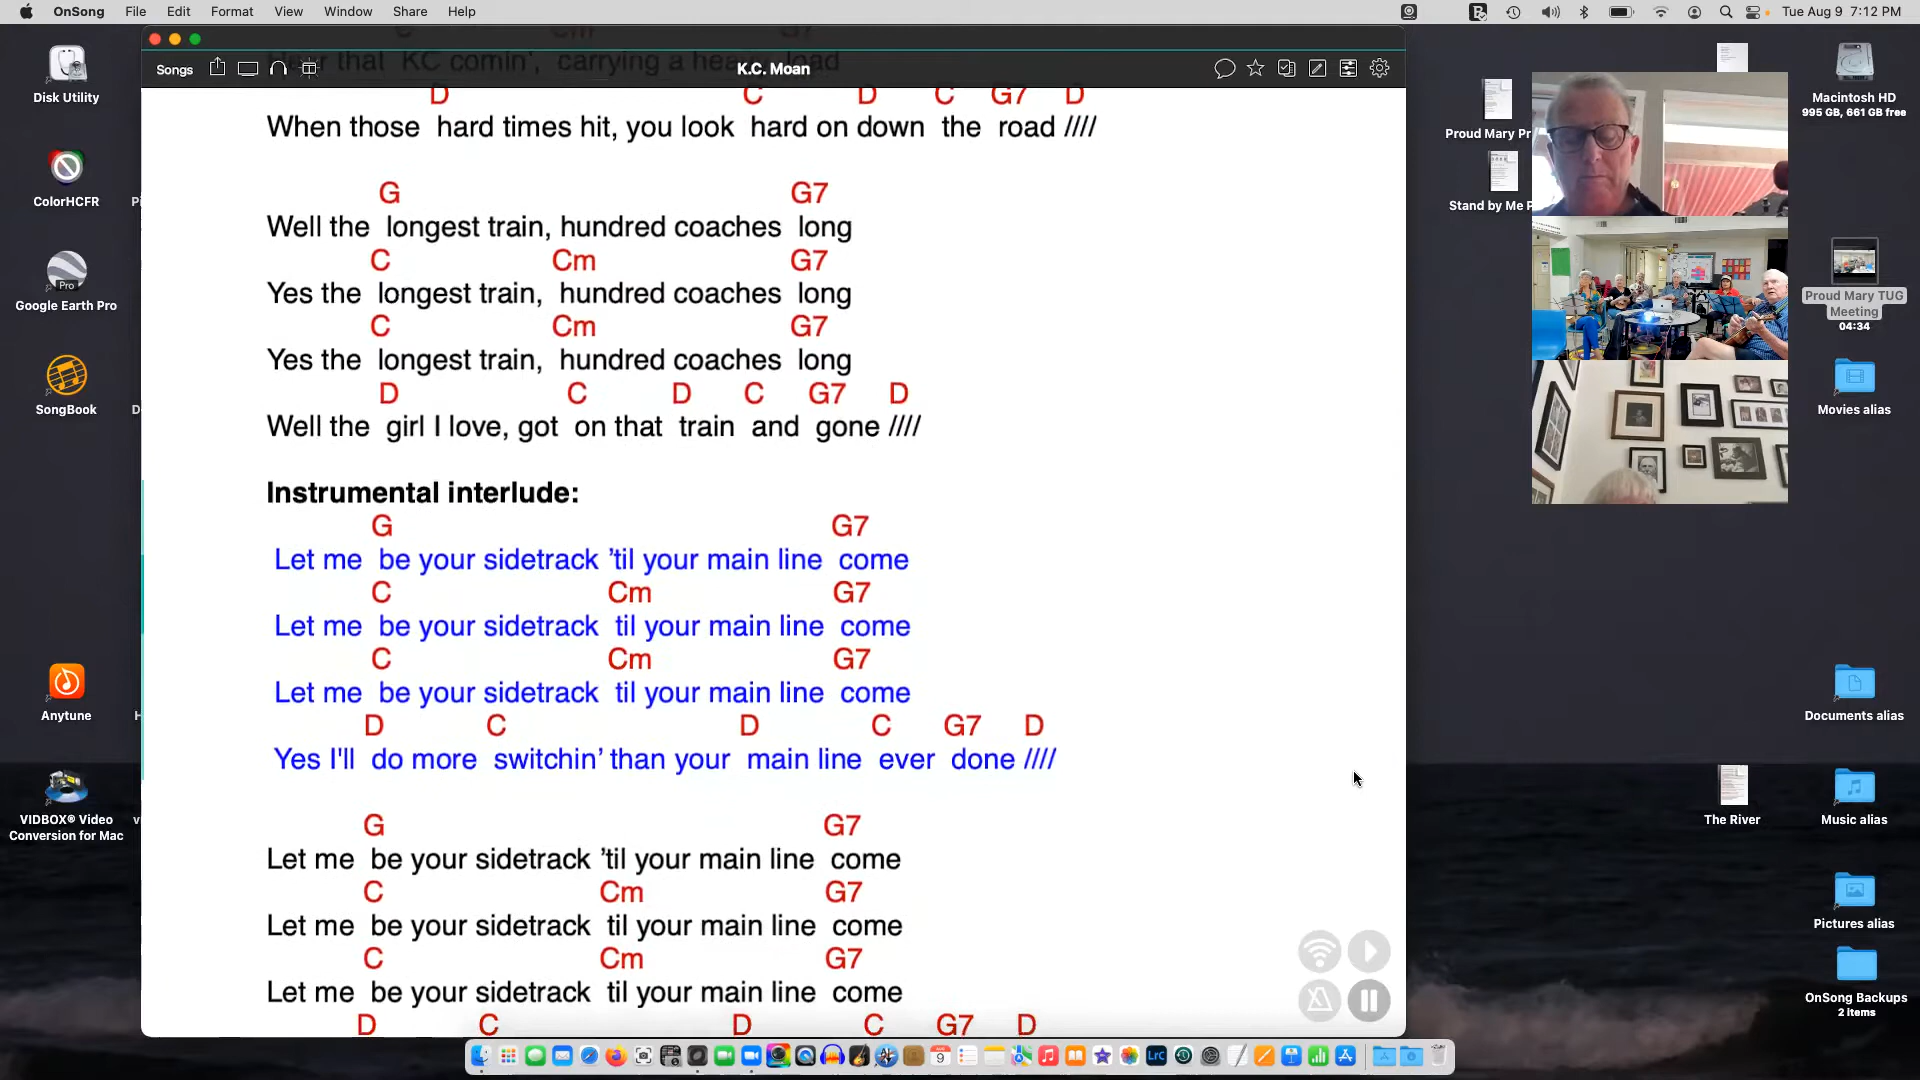 OnSong File Edit Format View Window Share Help Tue Aug 9 7:12 PM
Songs K.C. Moan
D C D C G7 D
When those hard times hit, you look hard on down the road ////
G G7
Well the longest train, hundred coaches long
C Cm G7
Yes the longest train, hundred coaches long
C Cm G7
Yes the longest train, hundred coaches long
D C D C G7 D
Well the girl I love, got on that train and gone ////
Instrumental interlude:
G G7
Let me be your sidetrack ’til your main line come
C Cm G7
Let me be your sidetrack til your main line come
C Cm G7
Let me be your sidetrack til your main line come
D C D C G7 D
Yes I'll do more switchin’ than your main line ever done ////
G G7
Let me be your sidetrack ’til your main line come
C Cm G7
Let me be your sidetrack til your main line come
C Cm G7
Let me be your sidetrack til your main line come
D C D C G7 D
Disk Utility
ColorHCFR
Pro
Google Earth Pro
SongBook
Anytune
VIDBOX® Video
Conversion for Mac
Proud Mary Pr
Stand by Me
Macintosh HD
995 GB, 661 GB free
Proud Mary TUG
Meeting
04:34
Movies alias
Documents alias
The River
Music alias
Pictures alias
OnSong Backups
2 items
9
LrC